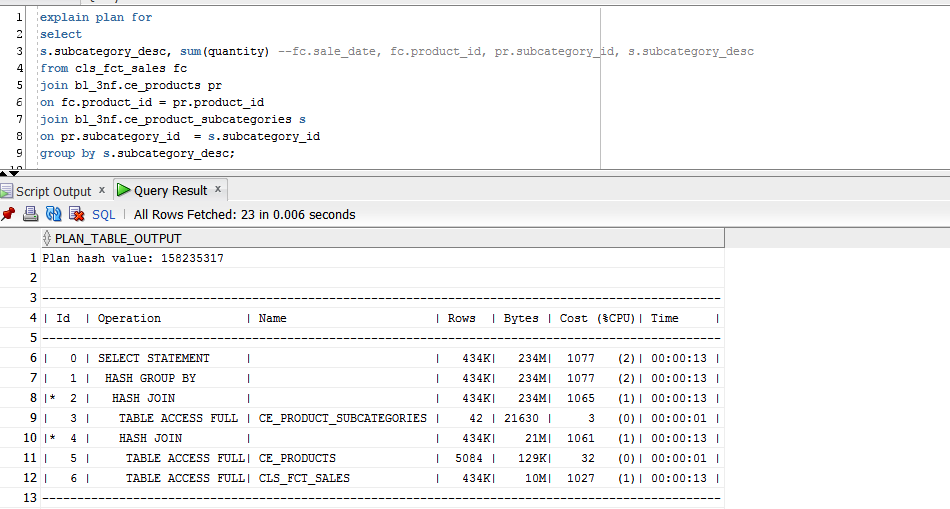 1 explain plan for
2 select
3 s.subcategory_desc, sum(quantity) --fc.sale_date, fc.product_id, pr.subcategory_id, s.subcategory_desc
4 from cls_fct_sales fc
5 join bl_3nf.ce_products pr
6 on fc.product_id = pr.product_id
7 join bl_3nf.ce_product_subcategories s
8 on pr.subcategory_id  = s.subcategory_id
9 group by s.subcategory_desc;
Script Output x Query Result x
SQL | All Rows Fetched: 23 in 0.006 seconds
PLAN_TABLE_OUTPUT
1 Plan hash value: 158235317
2
3 -------------------------------------------------------------------------------------------------
4 | Id  | Operation            | Name                     | Rows  | Bytes | Cost (%CPU)| Time     |
5 -------------------------------------------------------------------------------------------------
6 |   0 | SELECT STATEMENT     |                          |   434K|   234M|  1077   (2)| 00:00:13 |
7 |   1 |  HASH GROUP BY       |                          |   434K|   234M|  1077   (2)| 00:00:13 |
8 |*  2 |   HASH JOIN          |                          |   434K|   234M|  1065   (1)| 00:00:13 |
9 |   3 |    TABLE ACCESS FULL | CE_PRODUCT_SUBCATEGORIES |    42 | 21630 |     3   (0)| 00:00:01 |
10 |*  4 |    HASH JOIN         |                          |   434K|    21M|  1061   (1)| 00:00:13 |
11 |   5 |     TABLE ACCESS FULL| CE_PRODUCTS              |  5084 |   129K|    32   (0)| 00:00:01 |
12 |   6 |     TABLE ACCESS FULL| CLS_FCT_SALES            |   434K|    10M|  1027   (1)| 00:00:13 |
13 -------------------------------------------------------------------------------------------------